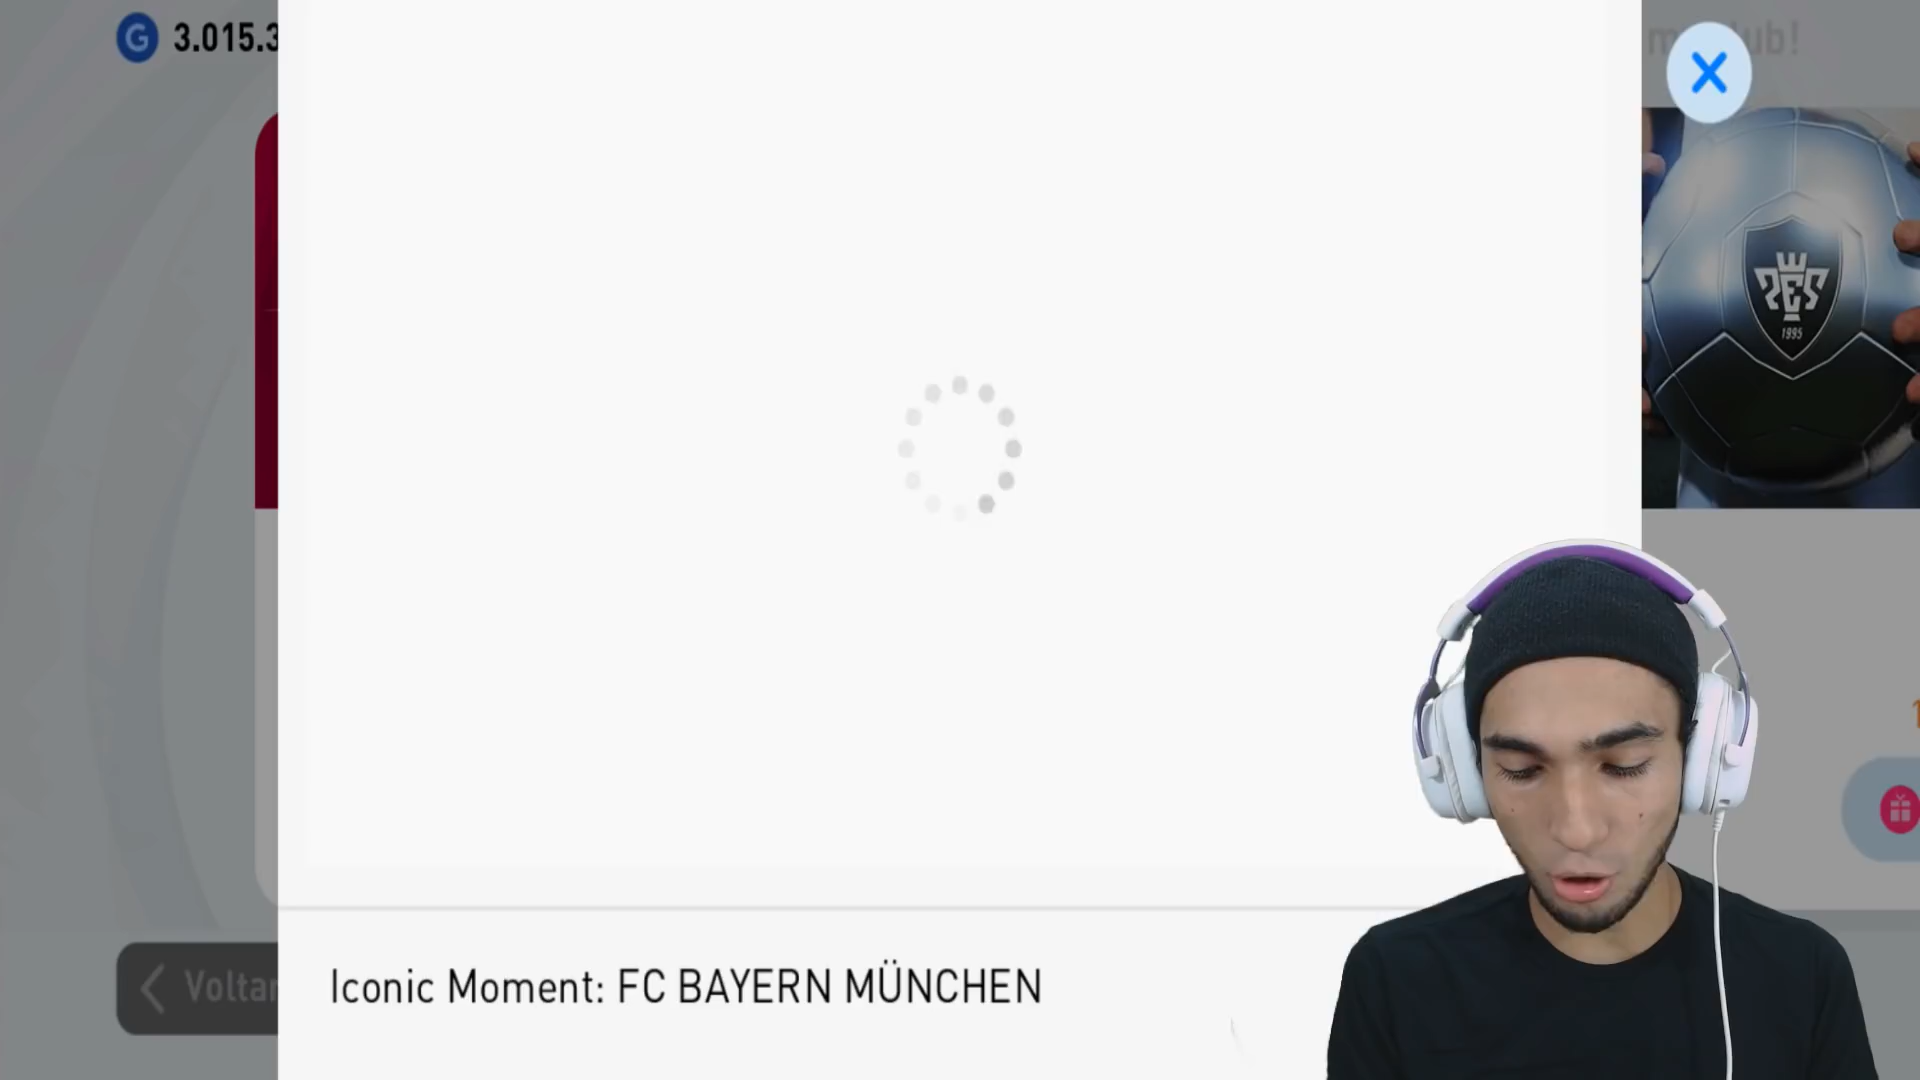 G 3.015.3
PES
1995
Voltar
Iconic Moment: FC BAYERN MÜNCHEN